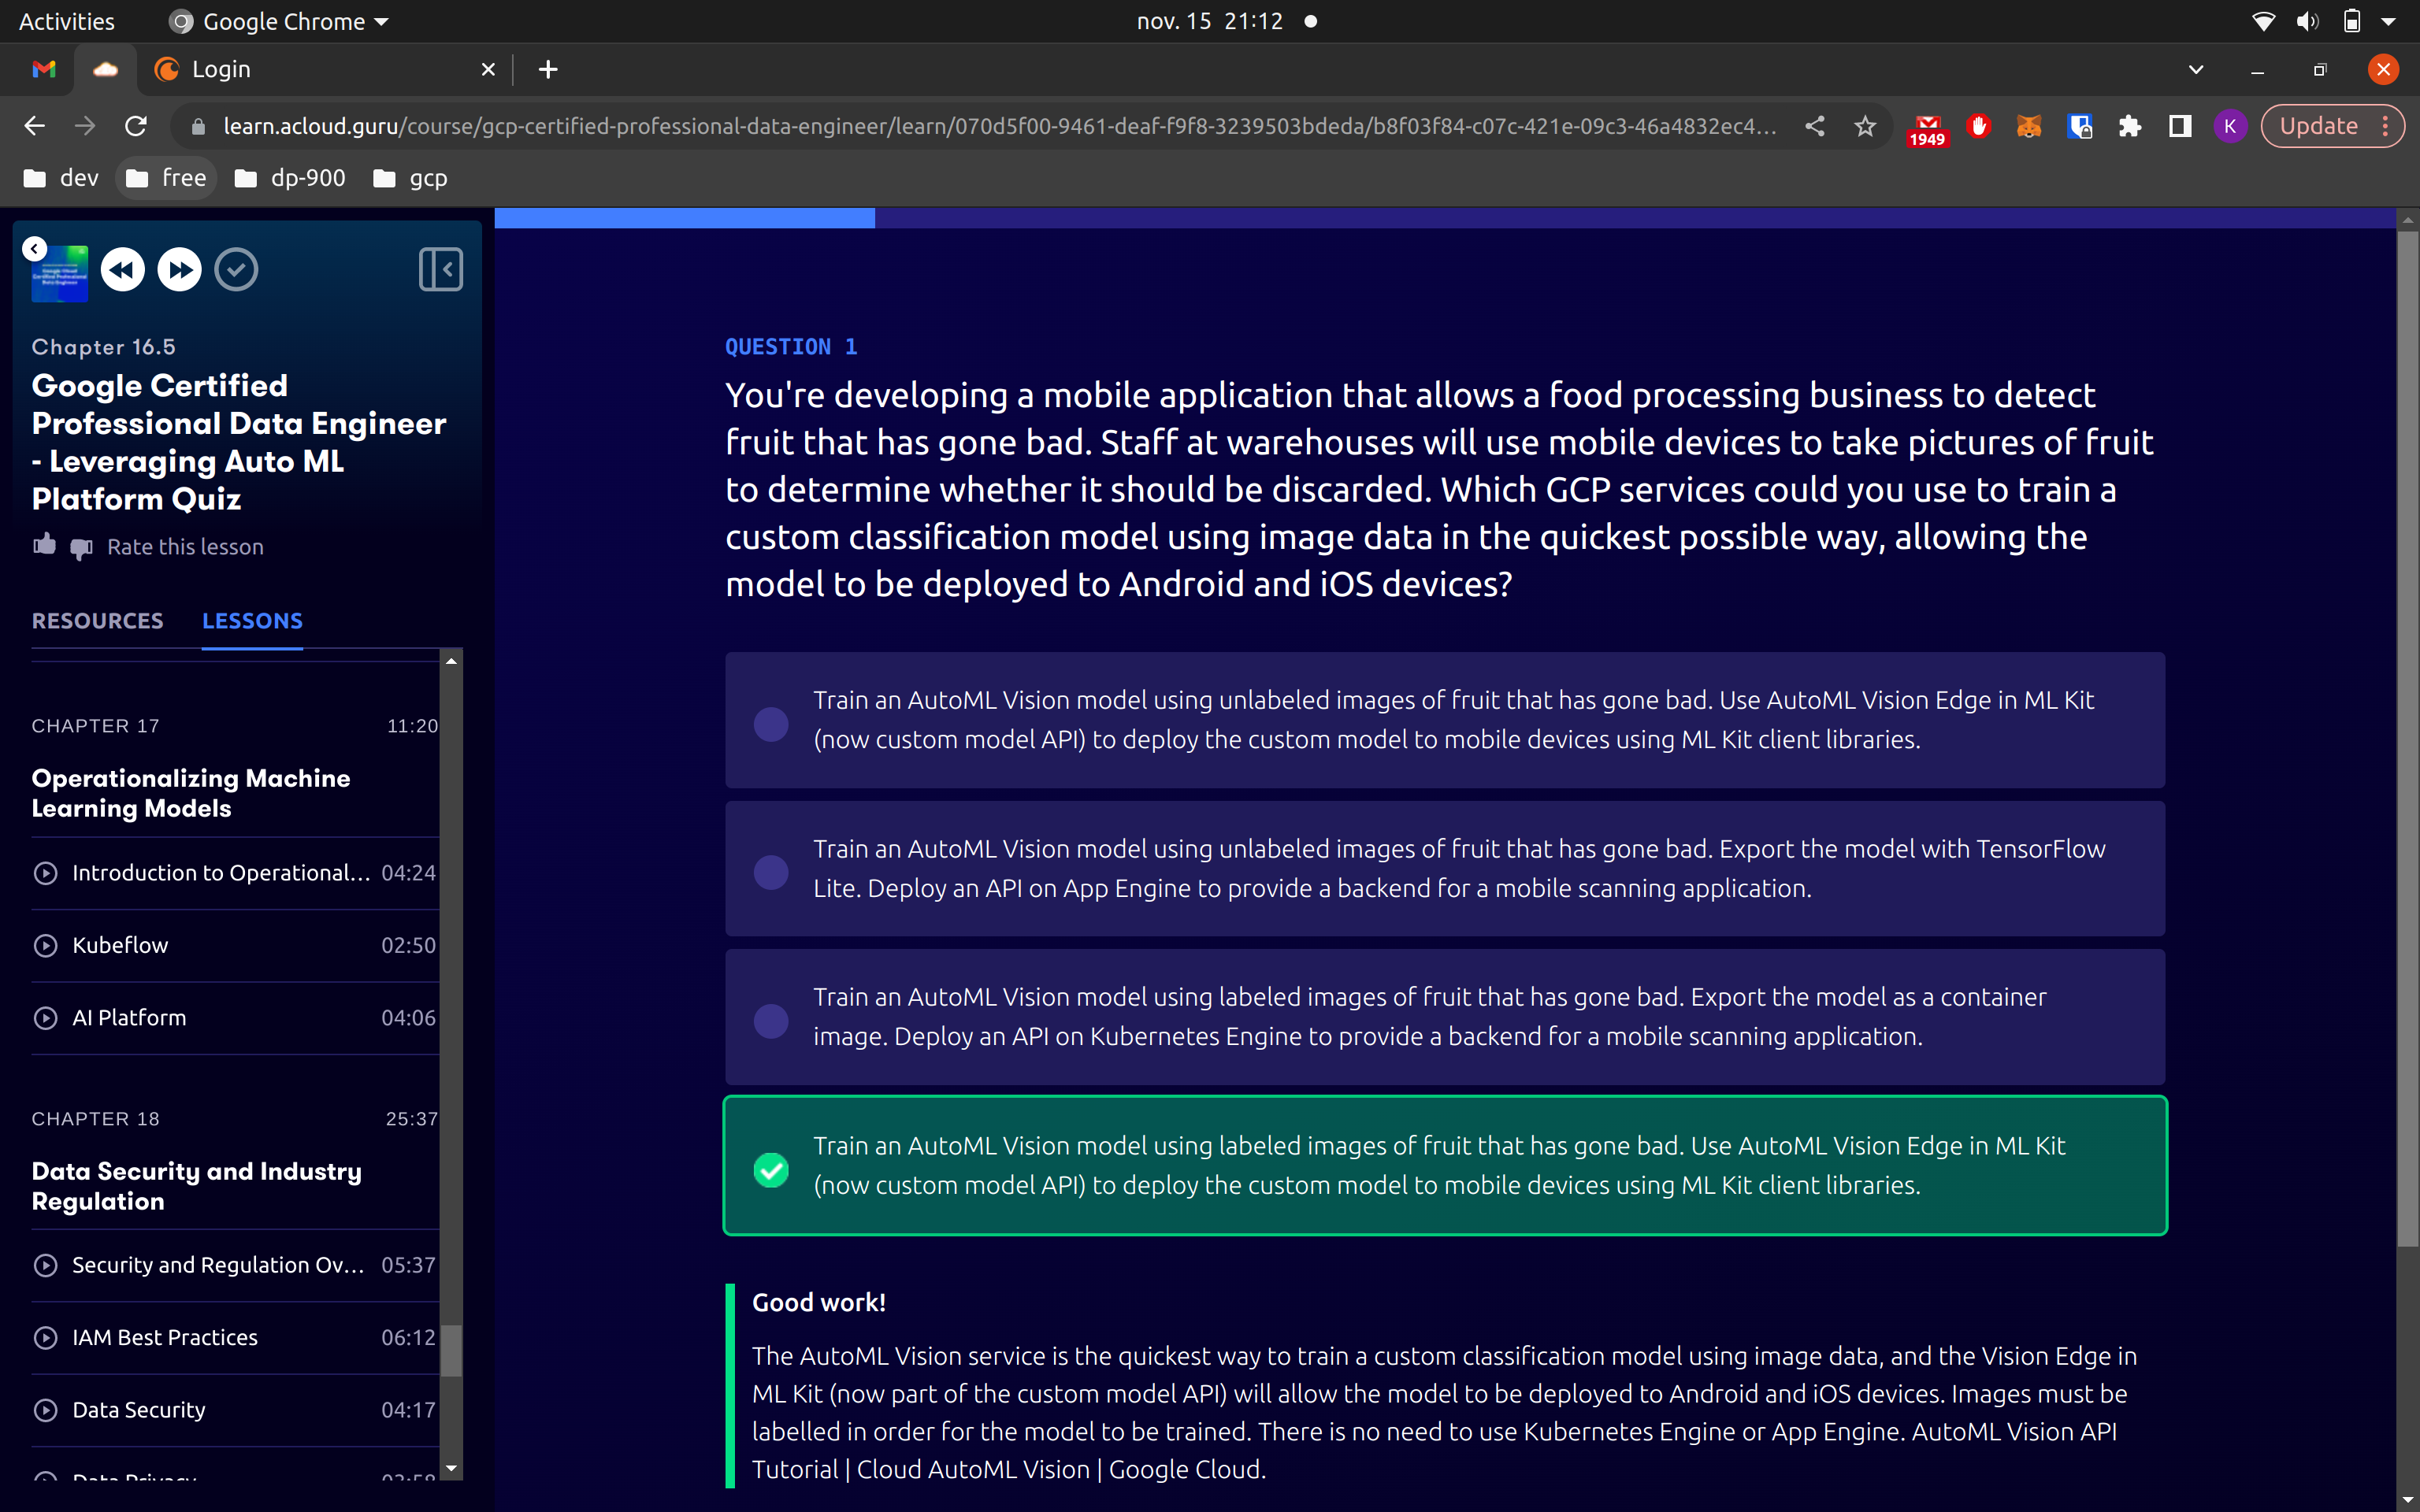 Activities
Google Chrome
nov. 15 21:12
Login
learn.acloud.guru/course/gcp-certified-professional-data-engineer/learn/070d5f00-9461-deaf-f9f8-3239503bdeda/b8f03f84-c07c-421e-09c3-46a4832ec4...
1949
K
Update
dev
free
dp-900
gcp
Chapter 16.5
Google Certified
Professional Data Engineer
- Leveraging Auto ML
Platform Quiz
Rate this lesson
RESOURCES LESSONS
CHAPTER 17 11:20
Operationalizing Machine
Learning Models
Introduction to Operational... 04:24
Kubeflow 02:50
AI Platform 04:06
CHAPTER 18 25:37
Data Security and Industry
Regulation
Security and Regulation Ov... 05:37
IAM Best Practices 06:12
Data Security 04:17
Data Privacy 03:58
QUESTION 1
You're developing a mobile application that allows a food processing business to detect
fruit that has gone bad. Staff at warehouses will use mobile devices to take pictures of fruit
to determine whether it should be discarded. Which GCP services could you use to train a
custom classification model using image data in the quickest possible way, allowing the
model to be deployed to Android and iOS devices?
Train an AutoML Vision model using unlabeled images of fruit that has gone bad. Use AutoML Vision Edge in ML Kit
(now custom model API) to deploy the custom model to mobile devices using ML Kit client libraries.
Train an AutoML Vision model using unlabeled images of fruit that has gone bad. Export the model with TensorFlow
Lite. Deploy an API on App Engine to provide a backend for a mobile scanning application.
Train an AutoML Vision model using labeled images of fruit that has gone bad. Export the model as a container
image. Deploy an API on Kubernetes Engine to provide a backend for a mobile scanning application.
Train an AutoML Vision model using labeled images of fruit that has gone bad. Use AutoML Vision Edge in ML Kit
(now custom model API) to deploy the custom model to mobile devices using ML Kit client libraries.
Good work!
The AutoML Vision service is the quickest way to train a custom classification model using image data, and the Vision Edge in
ML Kit (now part of the custom model API) will allow the model to be deployed to Android and iOS devices. Images must be
labelled in order for the model to be trained. There is no need to use Kubernetes Engine or App Engine. AutoML Vision API
Tutorial | Cloud AutoML Vision | Google Cloud.